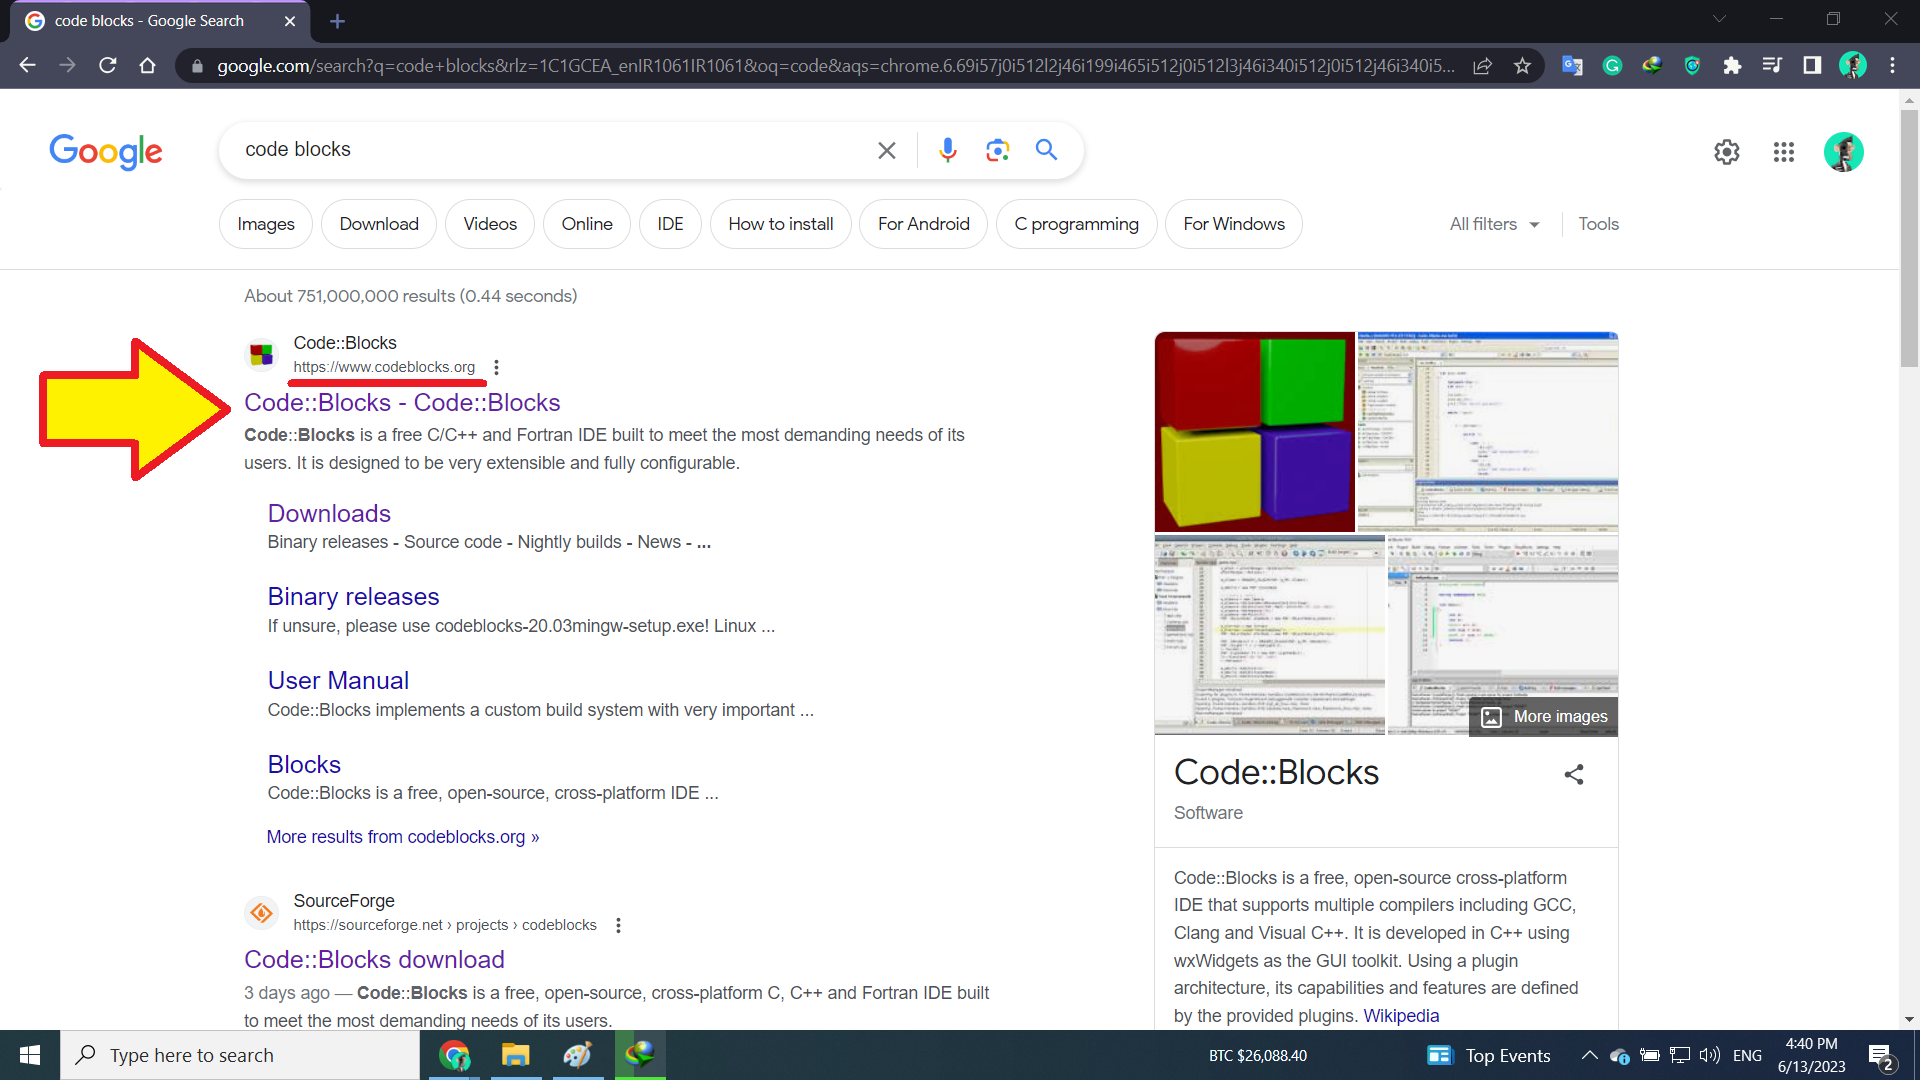 code blocks - Google Search
google.com/search?q=code+blocks&rlz=1C1GCEA_enIR1061IR1061&oq=code&aqs=chrome.6.69i57j0i512l2j46i199i465i512j0i512l3j46i340i512j0i512j46i340i5...
Google
code blocks
Images
Download
Videos
Online
IDE
How to install
For Android
C programming
For Windows
All filters
Tools
About 751,000,000 results (0.44 seconds)
Code::Blocks
https://www.codeblocks.org
Code::Blocks - Code::Blocks
Code::Blocks is a free C/C++ and Fortran IDE built to meet the most demanding needs of its
users. It is designed to be very extensible and fully configurable.
Downloads
Binary releases - Source code - Nightly builds - News - ...
Binary releases
If unsure, please use codeblocks-20.03mingw-setup.exe! Linux ...
User Manual
Code::Blocks implements a custom build system with very important ...
Blocks
Code::Blocks is a free, open-source, cross-platform IDE ...
More results from codeblocks.org »
SourceForge
https://sourceforge.net › projects › codeblocks
Code::Blocks download
3 days ago — Code::Blocks is a free, open-source, cross-platform C, C++ and Fortran IDE built
to meet the most demanding needs of its users.
More images
Code::Blocks
Software
Code::Blocks is a free, open-source cross-platform
IDE that supports multiple compilers including GCC,
Clang and Visual C++. It is developed in C++ using
wxWidgets as the GUI toolkit. Using a plugin
architecture, its capabilities and features are defined
by the provided plugins. Wikipedia
Type here to search
BTC $26,088.40
Top Events
ENG
4:40 PM
6/13/2023
2